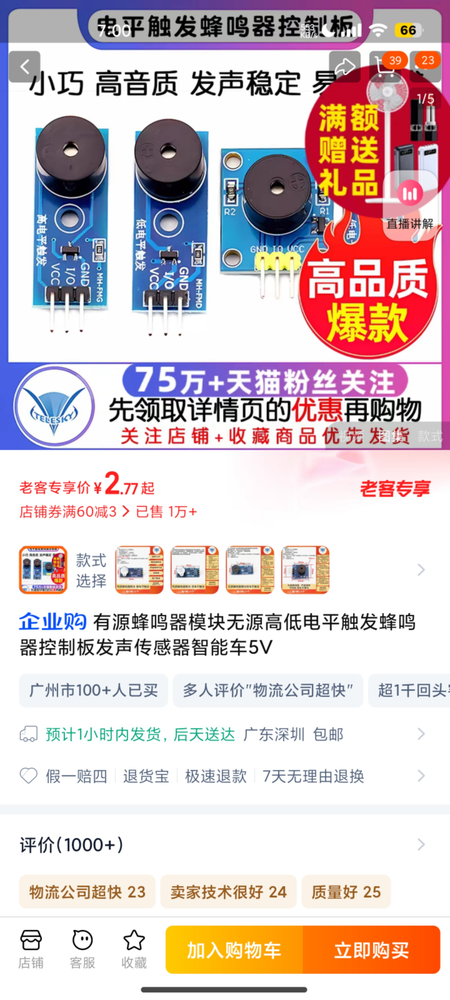 电平触发蜂鸣器控制板
7:00
553
KB/s
66
39
23
小巧 高音质 发声稳定 易
1/5
满额
赠送
礼品
直播讲解
高电平触发
VCC
I/O
GND
MH-FMG
低电平触发
VCC
I/O
GND
MH-FMD
R2
R1
GND IO VCC
低电
高品质
爆款
TELESKY
75万+天猫粉丝关注
先领取详情页的优惠再购物
关注店铺+收藏商品优先发货
视频
图集
款式
老客专享价 ¥2.77起
老客专享
店铺券满60减3 > 已售 1万+
款式
选择
企业购 有源蜂鸣器模块无源高低电平触发蜂鸣
器控制板发声传感器智能车5V
广州市100+人已买
多人评价"物流公司超快"
超1千回头
预计1小时内发货, 后天送达 广东深圳 包邮
假一赔四 退货宝 极速退款 7天无理由退换
评价(1000+)
物流公司超快 23
卖家技术很好 24
质量好 25
店铺
客服
收藏
加入购物车
立即购买